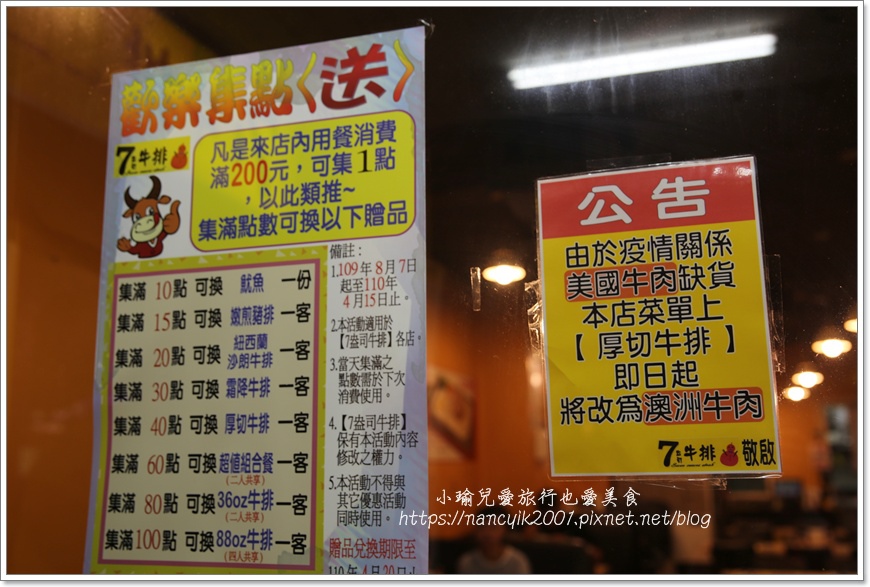 歡樂集點〈送〉
7盎司牛排
凡是來店內用餐消費
滿200元，可集1點
，以此類推~
集滿點數可換以下贈品
集滿 10點 可換 魷魚 一份
集滿 15點 可換 嫩煎豬排 一客
集滿 20點 可換 紐西蘭沙朗牛排 一客
集滿 30點 可換 霜降牛排 一客
集滿 40點 可換 厚切牛排 一客
集滿 60點 可換 超值組合餐 一客
(二人共享)
集滿 80點 可換 36oz牛排 一客
(二人共享)
集滿 100點 可換 88oz牛排 一客
(四人共享)
備註：
1.109年8月7日
起至110年
4月15日止。
2.本活動適用於
【7盎司牛排】各店。
3.當天集滿之
點數需於下次
消費使用。
4.【7盎司牛排】
保有本活動內容
修改之權力。
5.本活動不得與
其它優惠活動
同時使用。
贈品兌換期限至
110年4月20日止
公告
由於疫情關係
美國牛肉缺貨
本店菜單上
【厚切牛排】
即日起
將改為澳洲牛肉
7盎司牛排 敬啟
小瑜兒愛旅行也愛美食
https://nancyik2001.pixnet.net/blog